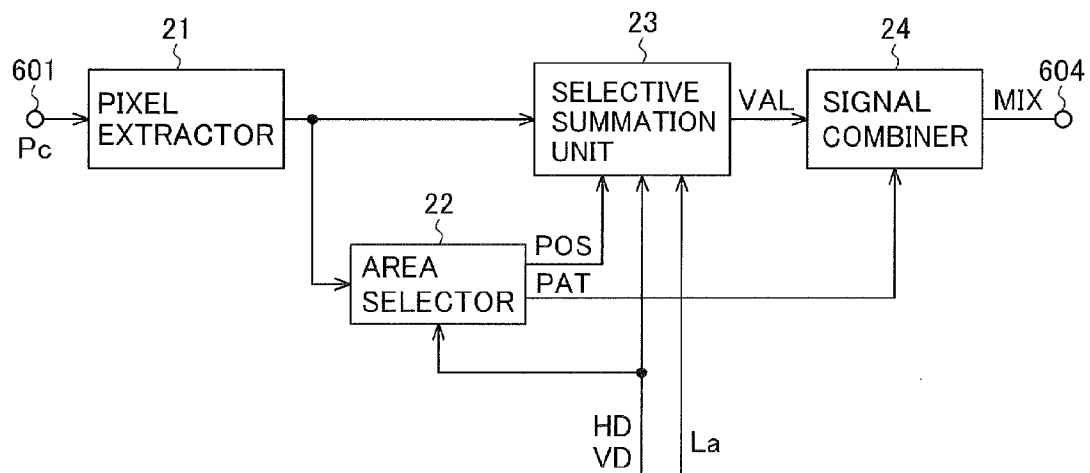 21
23
24
601
604
PIXEL
EXTRACTOR
Pc
SELECTIVE
SUMMATION
UNIT
VAL
SIGNAL
COMBINER
MIX
22
AREA
SELECTOR
POS
PAT
HD
VD
La